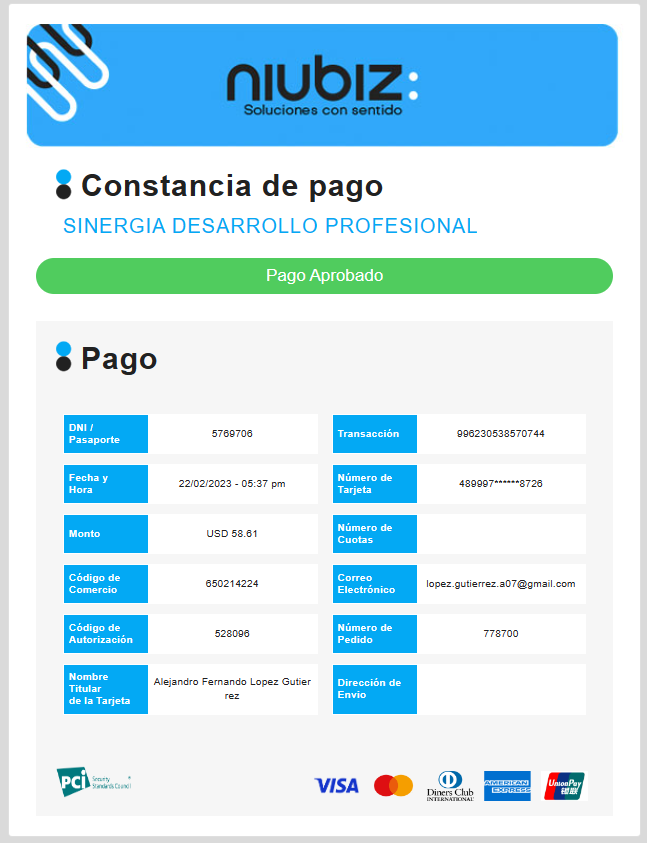 niubiz:
Soluciones con sentido
Constancia de pago
SINERGIA DESARROLLO PROFESIONAL
Pago Aprobado
Pago
DNI /
Pasaporte
5769706
Transacción
996230538570744
Fecha y
Hora
22/02/2023 - 05:37 pm
Número de
Tarjeta
489997******8726
Monto
USD 58.61
Número de
Cuotas
Código de
Comercio
650214224
Correo
Electrónico
lopez.gutierrez.a07@gmail.com
Código de
Autorización
528096
Número de
Pedido
778700
Nombre
Titular
de la Tarjeta
Alejandro Fernando Lopez Gutier
rez
Dirección de
Envío
PCi
Security
Standards Council
VISA
Diners Club
INTERNATIONAL
AMERICAN
EXPRESS
UnionPay
银联